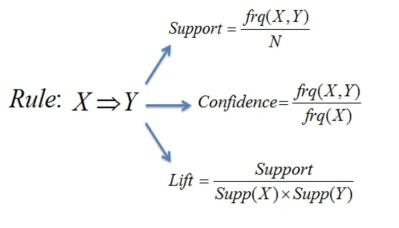 Support = frq(X,Y) / N
Rule: X ⇒ Y
Confidence= frq(X,Y) / frq(X)
Lift = Support / Supp(X)×Supp(Y)